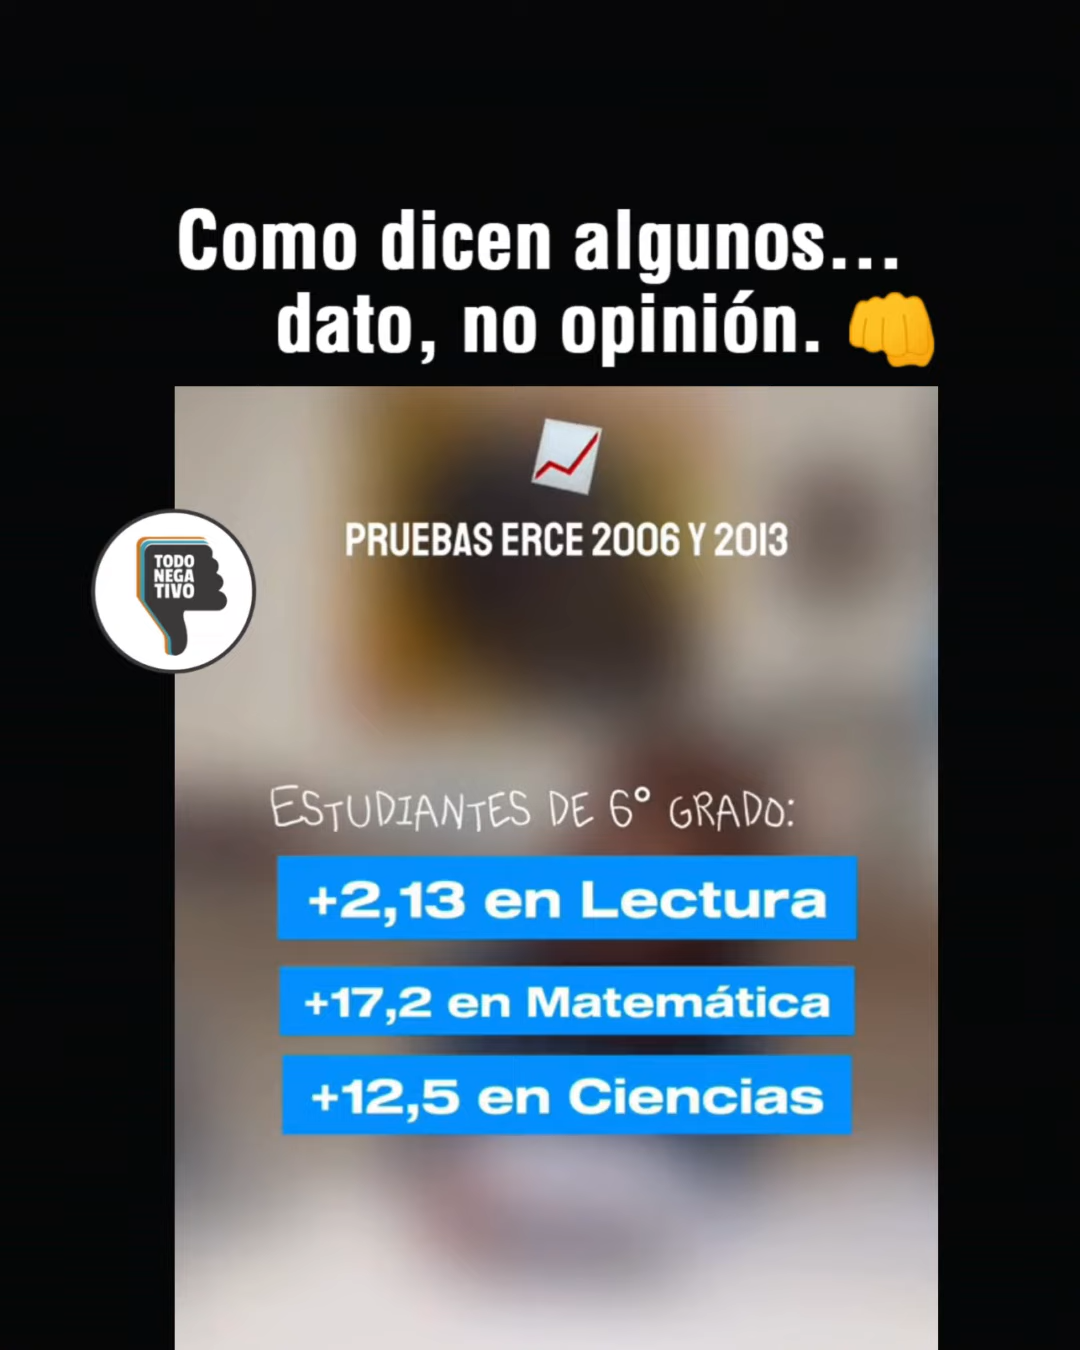 Como dicen algunos...
dato, no opinión. 👊
PRUEBAS ERCE 2006 Y 2013
TODO
NEGA
TIVO
ESTUDIANTES DE 6° GRADO:
+2,13 en Lectura
+17,2 en Matemática
+12,5 en Ciencias